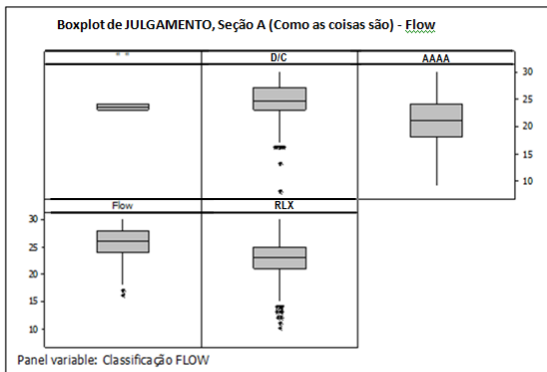 Boxplot de JULGAMENTO, Seção A (Como as coisas são) - Flow
D/C
AAAA
30
25
20
15
10
Flow
RLX
30
25
20
15
10
Panel variable: Classificação FLOW